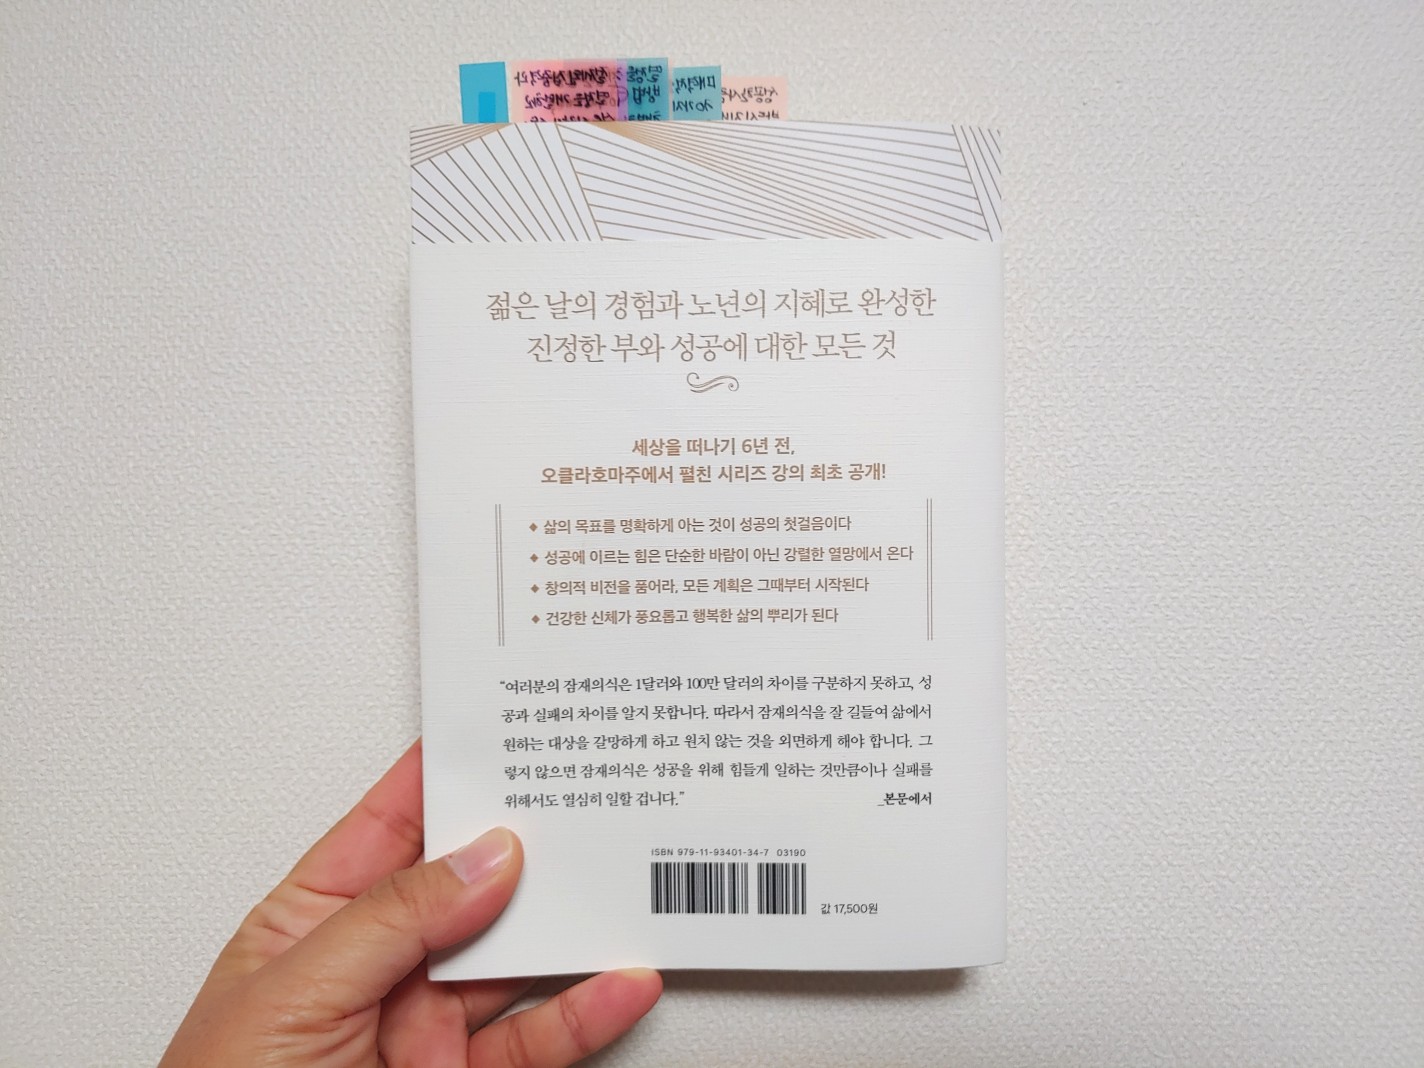 젊은 날의 경험과 노년의 지혜로 완성한
진정한 부와 성공에 대한 모든 것
세상을 떠나기 6년 전,
오클라호마주에서 펼친 시리즈 강의 최초 공개!
◆ 삶의 목표를 명확하게 아는 것이 성공의 첫걸음이다
◆ 성공에 이르는 힘은 단순한 바람이 아닌 강렬한 열망에서 온다
◆ 창의적 비전을 품어라, 모든 계획은 그때부터 시작된다
◆ 건강한 신체가 풍요롭고 행복한 삶의 뿌리가 된다
“여러분의 잠재의식은 1달러와 100만 달러의 차이를 구분하지 못하고, 성
공과 실패의 차이를 알지 못합니다. 따라서 잠재의식을 잘 길들여 삶에서
원하는 대상을 갈망하게 하고 원치 않는 것을 외면하게 해야 합니다. 그
렇지 않으면 잠재의식은 성공을 위해 힘들게 일하는 것만큼이나 실패를
위해서도 열심히 일할 겁니다.” _본문에서
ISBN 979-11-93401-34-7 03190
값 17,500원